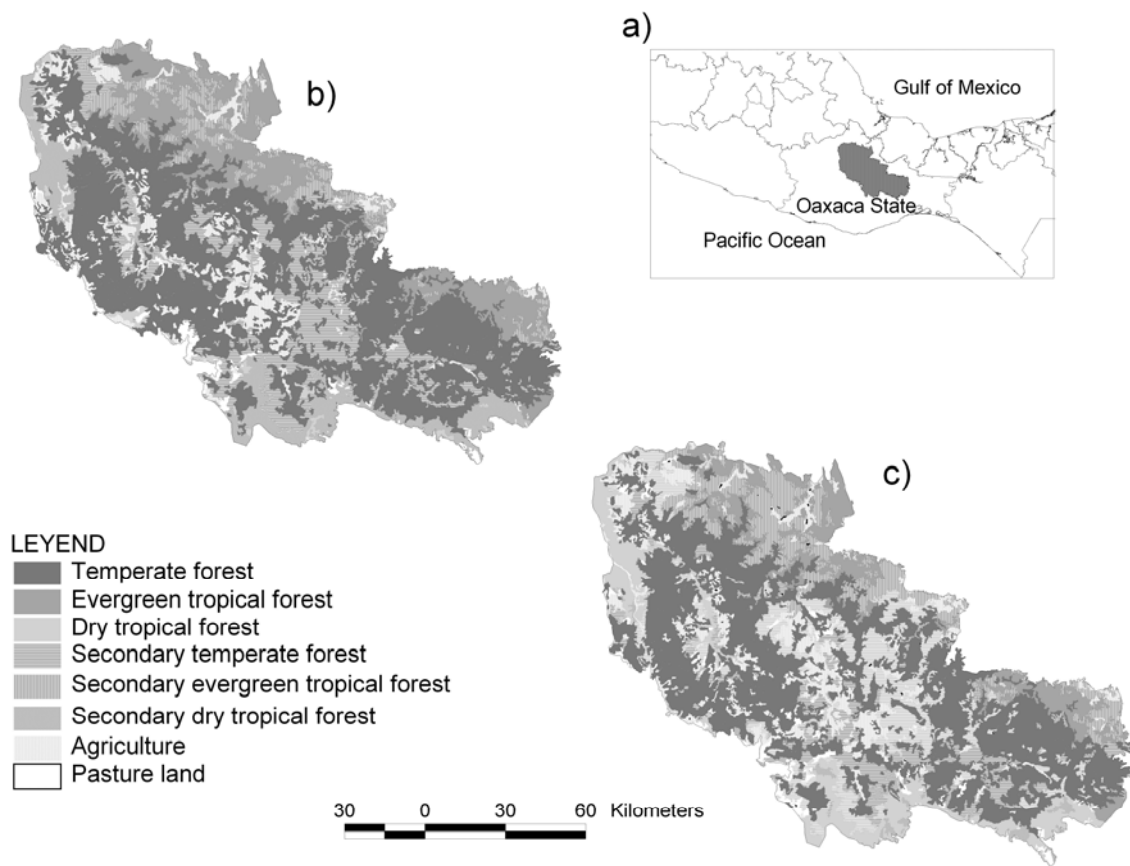 a)
Gulf of Mexico
Oaxaca State
Pacific Ocean
b)
c)
LEYEND
Temperate forest
Evergreen tropical forest
Dry tropical forest
Secondary temperate forest
Secondary evergreen tropical forest
Secondary dry tropical forest
Agriculture
Pasture land
30 0 30 60 Kilometers